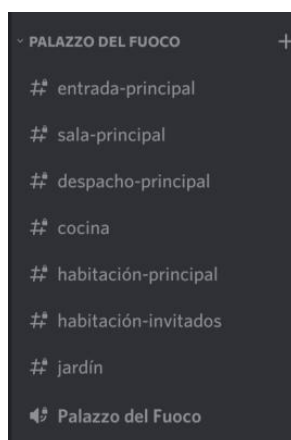 PALAZZO DEL FUOCO
entrada-principal
sala-principal
despacho-principal
cocina
habitación-principal
habitación-invitados
jardín
Palazzo del Fuoco